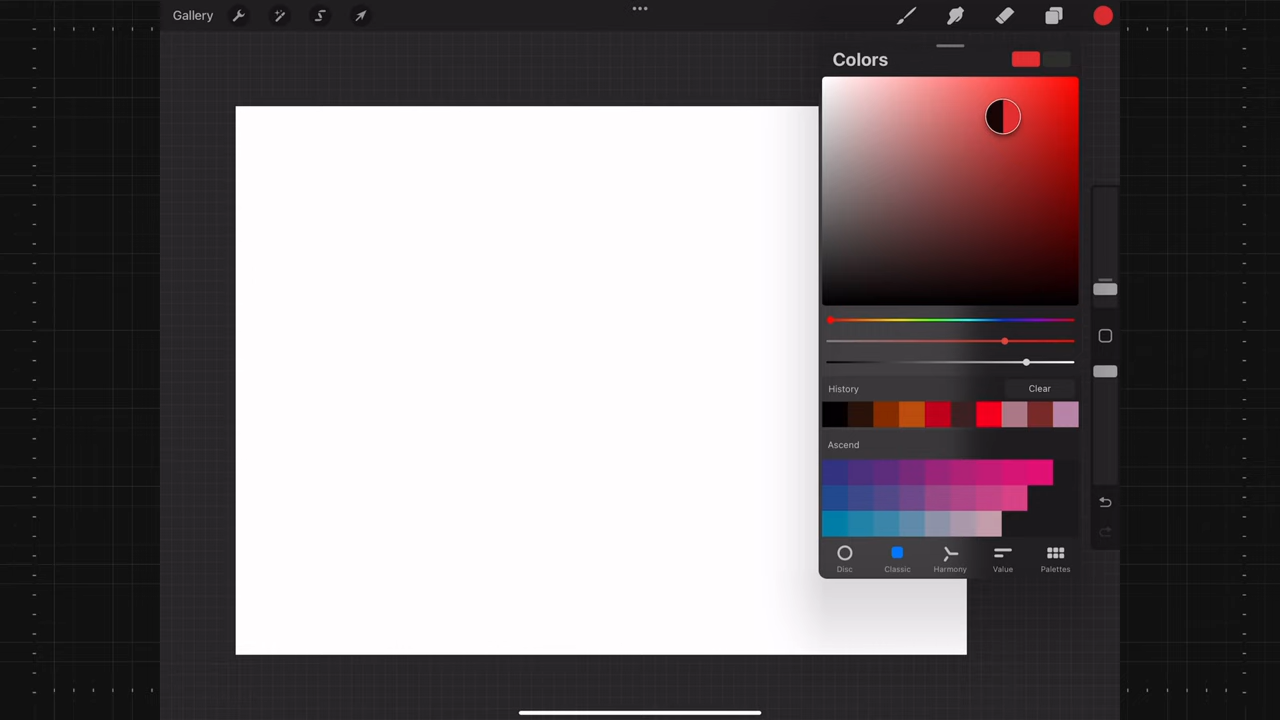 Gallery
Colors
History
Clear
Ascend
Disc
Classic
Harmony
Value
Palettes